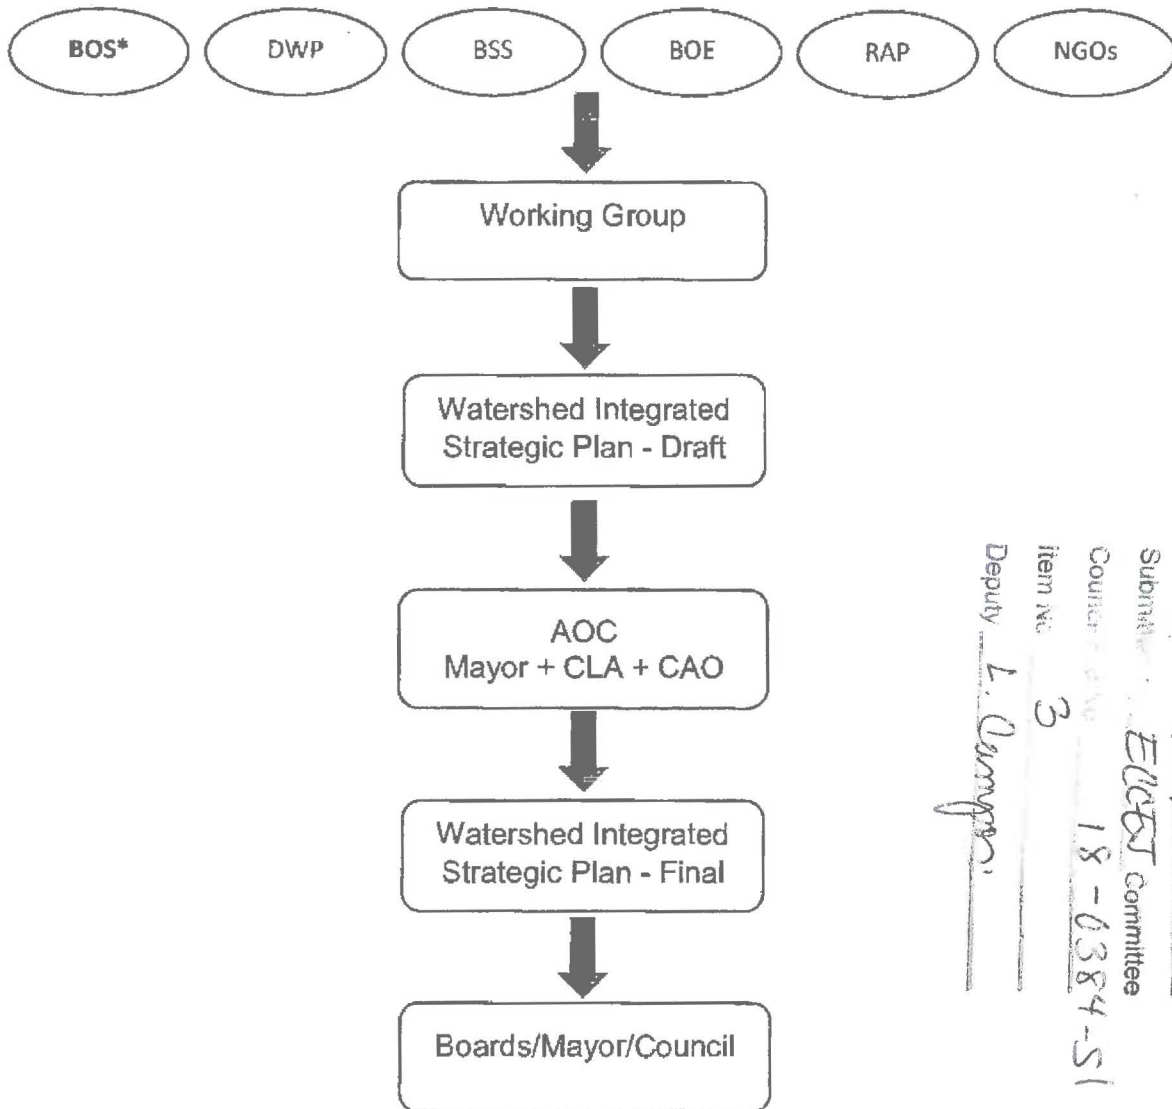 BOS*
DWP
BSS
BOE
RAP
NGOs
Working Group
Watershed Integrated
Strategic Plan - Draft
AOC
Mayor + CLA + CAO
Watershed Integrated
Strategic Plan - Final
Boards/Mayor/Council
Committee
18-0384-S1
Item No. 3
Deputy